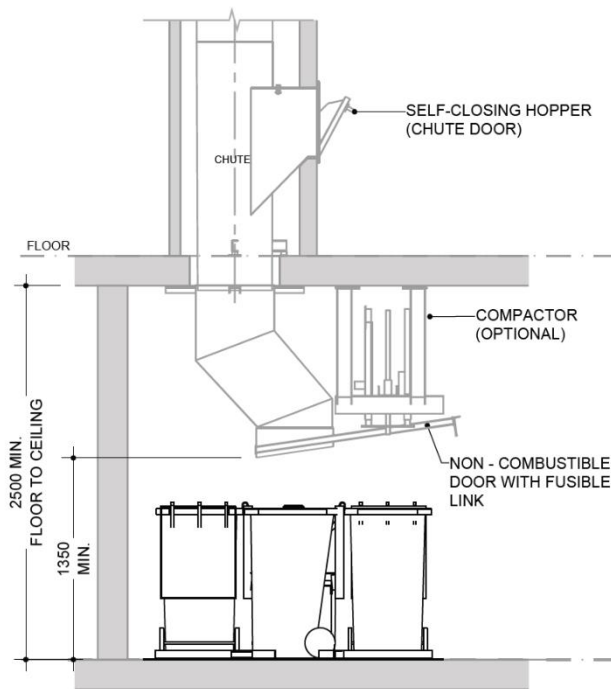 SELF-CLOSING HOPPER
(CHUTE DOOR)
CHUTE
FLOOR
COMPACTOR
(OPTIONAL)
2500 MIN.
FLOOR TO CEILING
NON - COMBUSTIBLE
DOOR WITH FUSIBLE
LINK
1350
MIN.